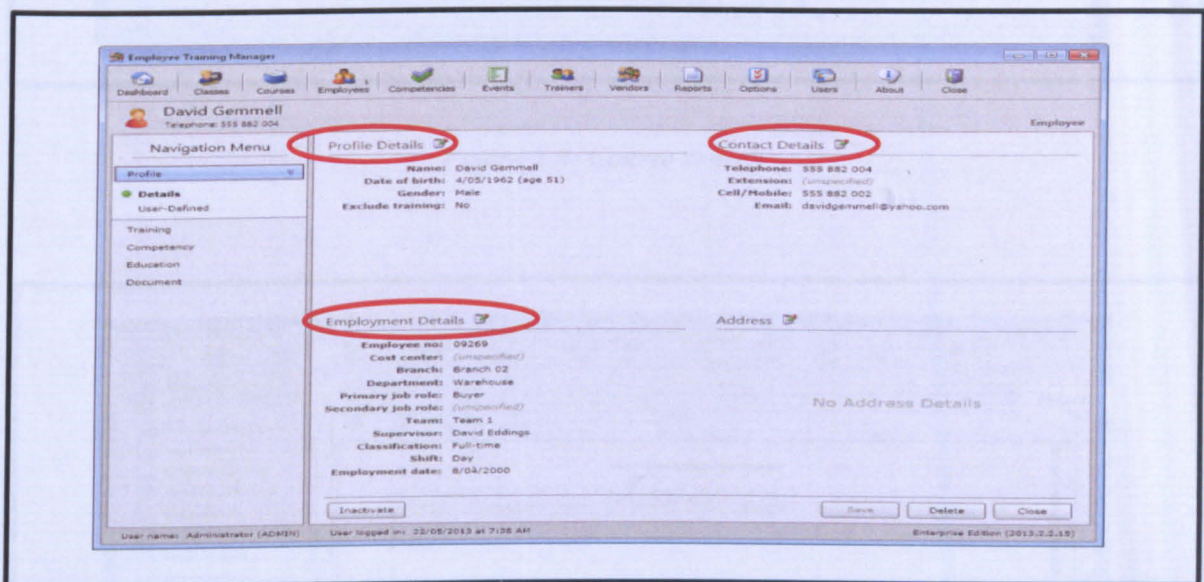 Employee Training Manager
Dashboard Classes Courses Employees Competencies Events Trainers Vendors Reports Options Users About Close
David Gemmell
Telephone: 555 882 004
Employee
Navigation Menu
Profile
Details
User-Defined
Training
Competency
Education
Document
Profile Details
Name: David Gemmell
Date of birth: 4/05/1962 (age 51)
Gender: Male
Exclude training: No
Contact Details
Telephone: 555 882 004
Extension: (unspecified)
Cell/Mobile: 555 882 002
Email: davidgemmell@yahoo.com
Employment Details
Employee no: 09269
Cost center: (unspecified)
Branch: Branch 02
Department: Warehouse
Primary job role: Buyer
Secondary job role: (unspecified)
Team: Team 1
Supervisor: David Eddings
Classification: Full-time
Shift: Day
Employment date:
Address
No Address Details
Inactivate
Save Delete Close
User name: Administrator (ADMIN) User logged in: 23/05/2013 at 7:38 AM Enterprise Edition (2013.2.2.15)